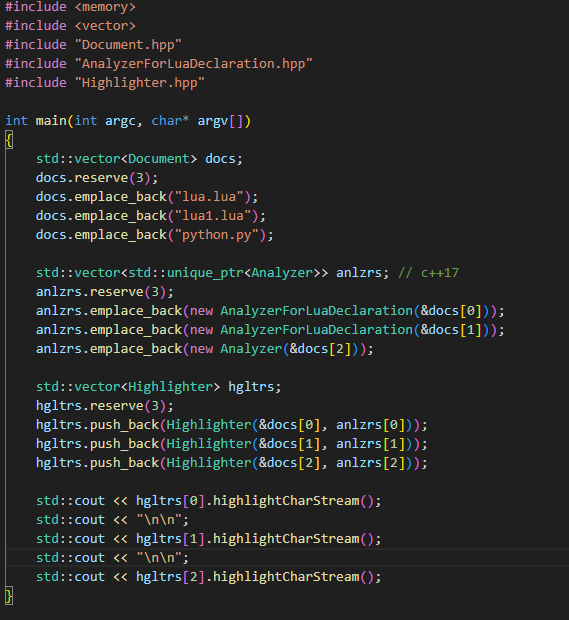 #include <memory>
#include <vector>
#include "Document.hpp"
#include "AnalyzerForLuaDeclaration.hpp"
#include "Highlighter.hpp"

int main(int argc, char* argv[])
{
    std::vector<Document> docs;
    docs.reserve(3);
    docs.emplace_back("lua.lua");
    docs.emplace_back("lua1.lua");
    docs.emplace_back("python.py");

    std::vector<std::unique_ptr<Analyzer>> anlzrs; // c++17
    anlzrs.reserve(3);
    anlzrs.emplace_back(new AnalyzerForLuaDeclaration(&docs[0]));
    anlzrs.emplace_back(new AnalyzerForLuaDeclaration(&docs[1]));
    anlzrs.emplace_back(new Analyzer(&docs[2]));

    std::vector<Highlighter> hgltrs;
    hgltrs.reserve(3);
    hgltrs.push_back(Highlighter(&docs[0], anlzrs[0]));
    hgltrs.push_back(Highlighter(&docs[1], anlzrs[1]));
    hgltrs.push_back(Highlighter(&docs[2], anlzrs[2]));

    std::cout << hgltrs[0].highlightCharStream();
    std::cout << "\n\n";
    std::cout << hgltrs[1].highlightCharStream();
    std::cout << "\n\n";
    std::cout << hgltrs[2].highlightCharStream();
}